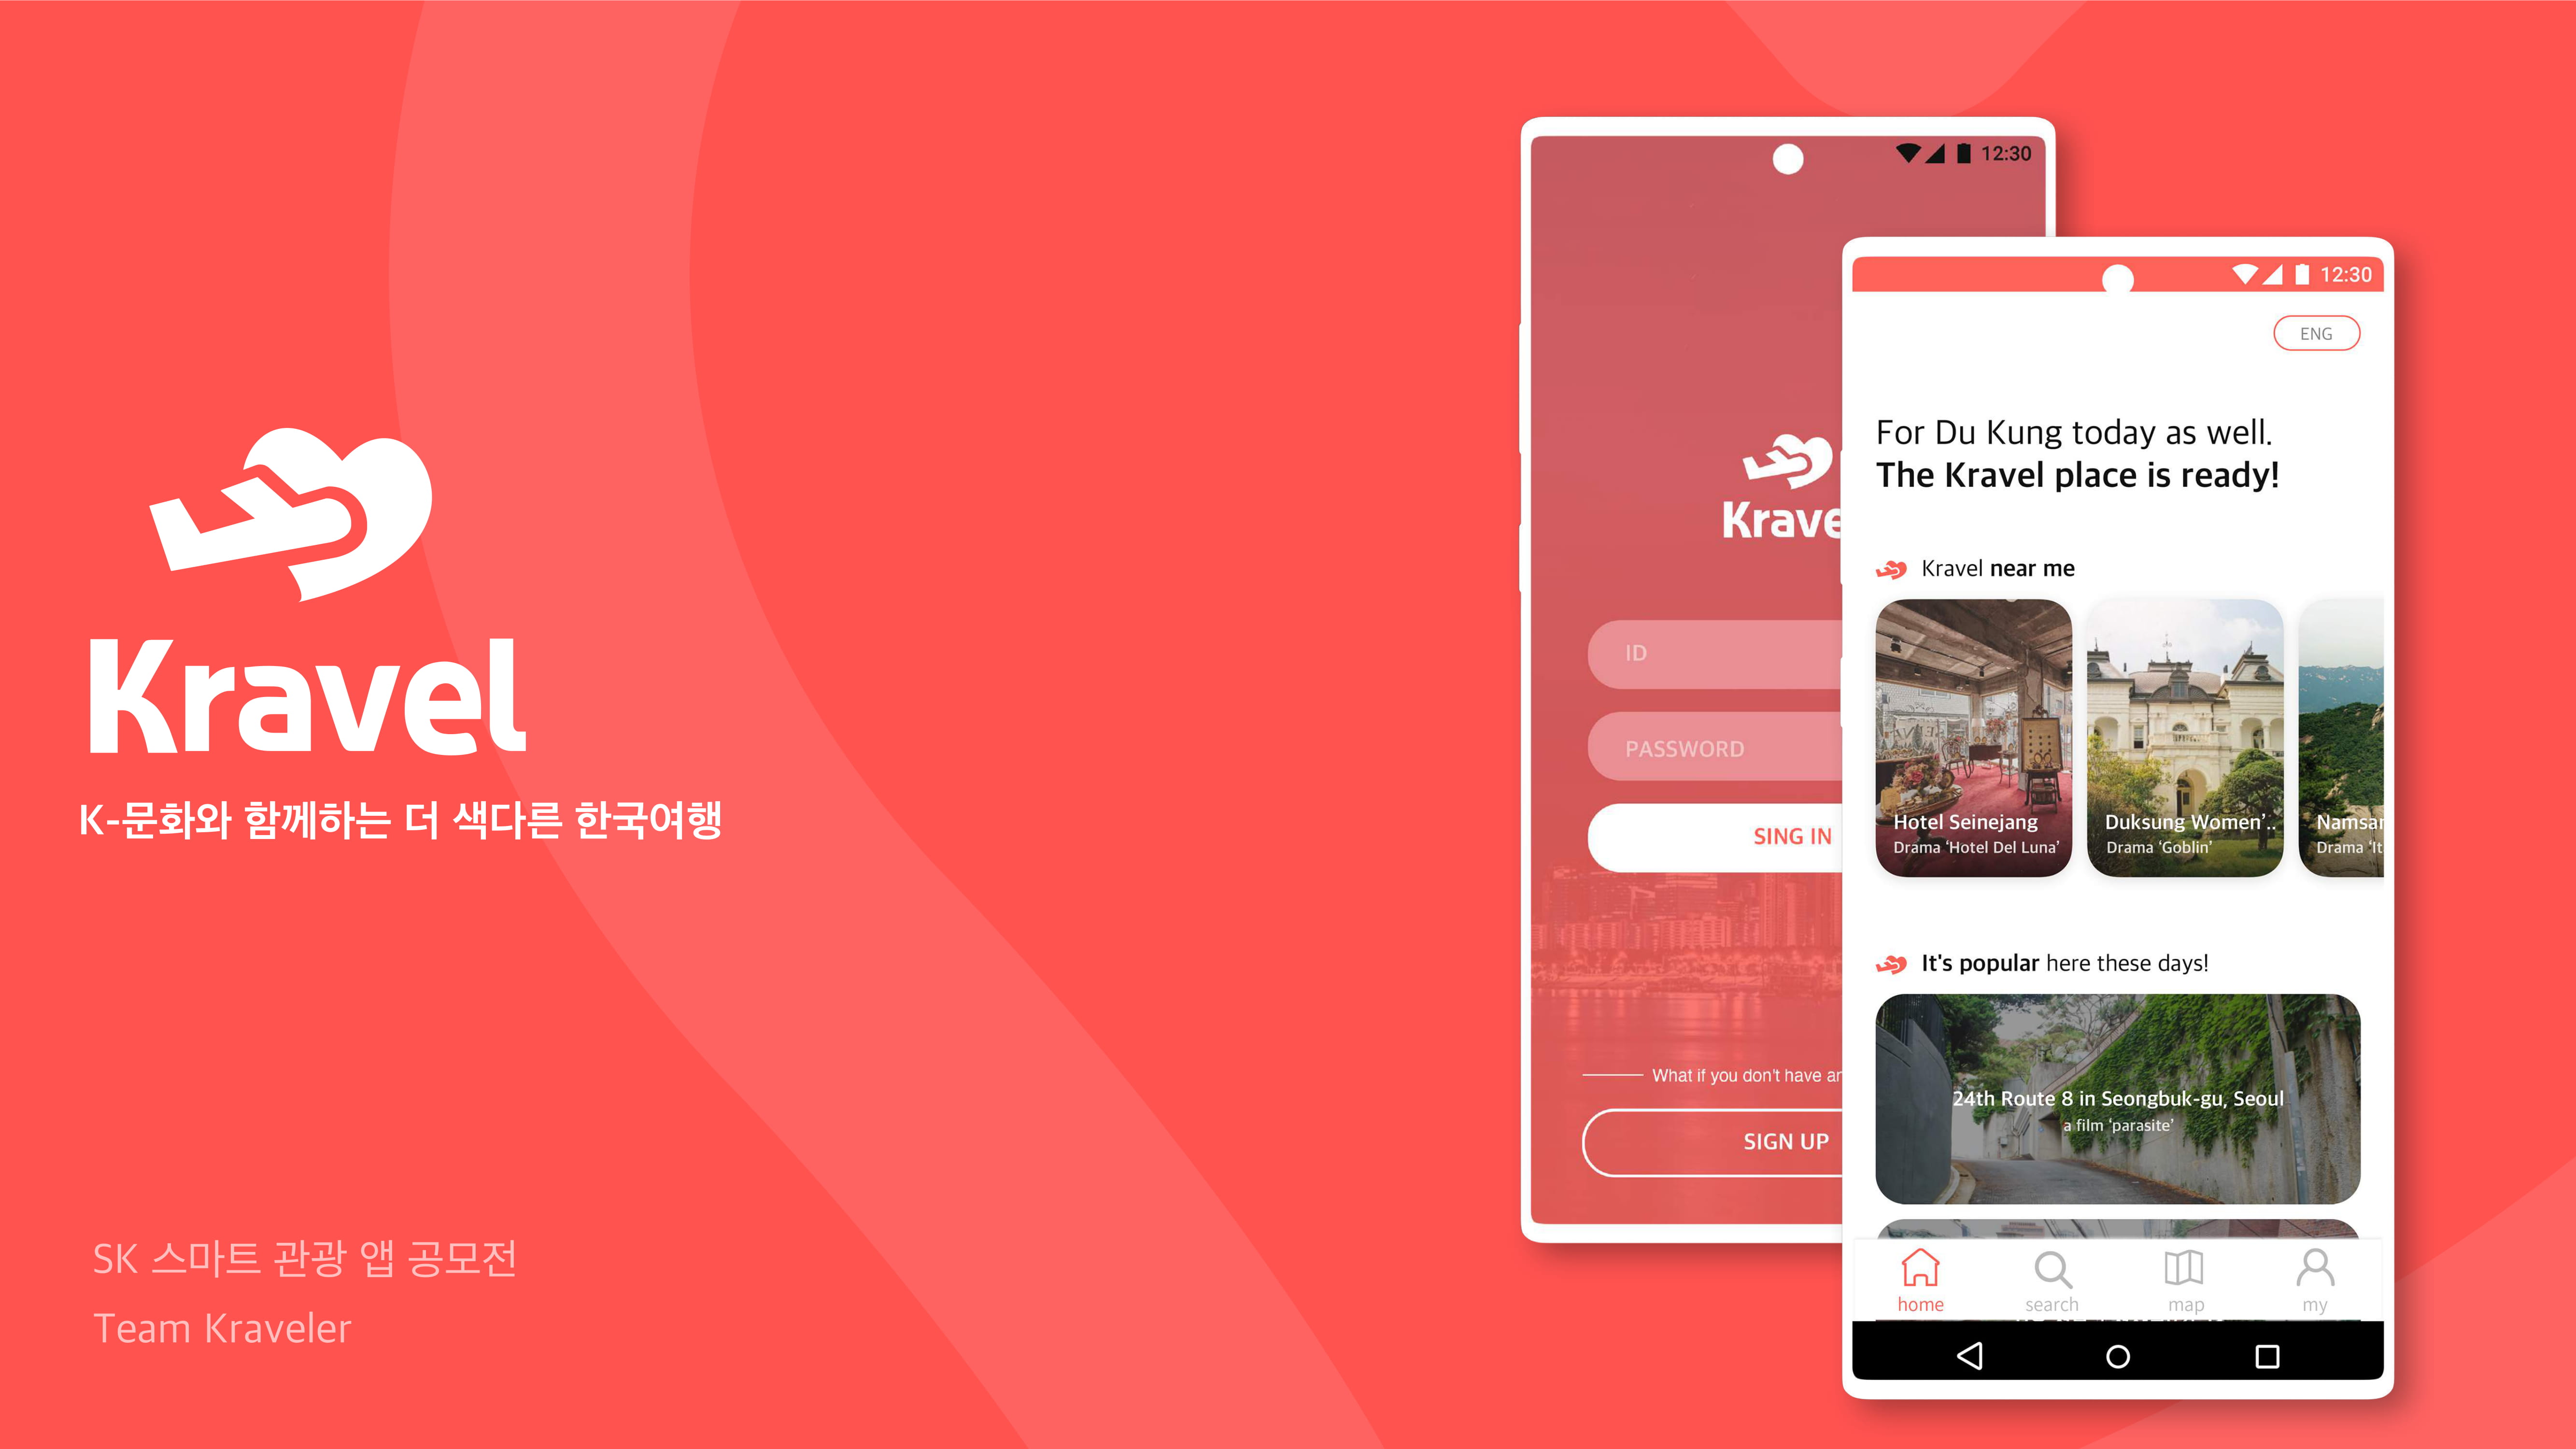 Kravel
K-문화와 함께하는 더 색다른 한국여행
SK 스마트 관광 앱 공모전
Team Kraveler
12:30
Krave
ID
PASSWORD
SING IN
What if you don't have an
SIGN UP
12:30
ENG
For Du Kung today as well.
The Kravel place is ready!
Kravel near me
Hotel Seinejang
Drama ‘Hotel Del Luna’
Duksung Women’..
Drama ‘Goblin’
Namsan
Drama ‘It
It's popular here these days!
24th Route 8 in Seongbuk-gu, Seoul
a film ‘parasite’
home
search
map
my